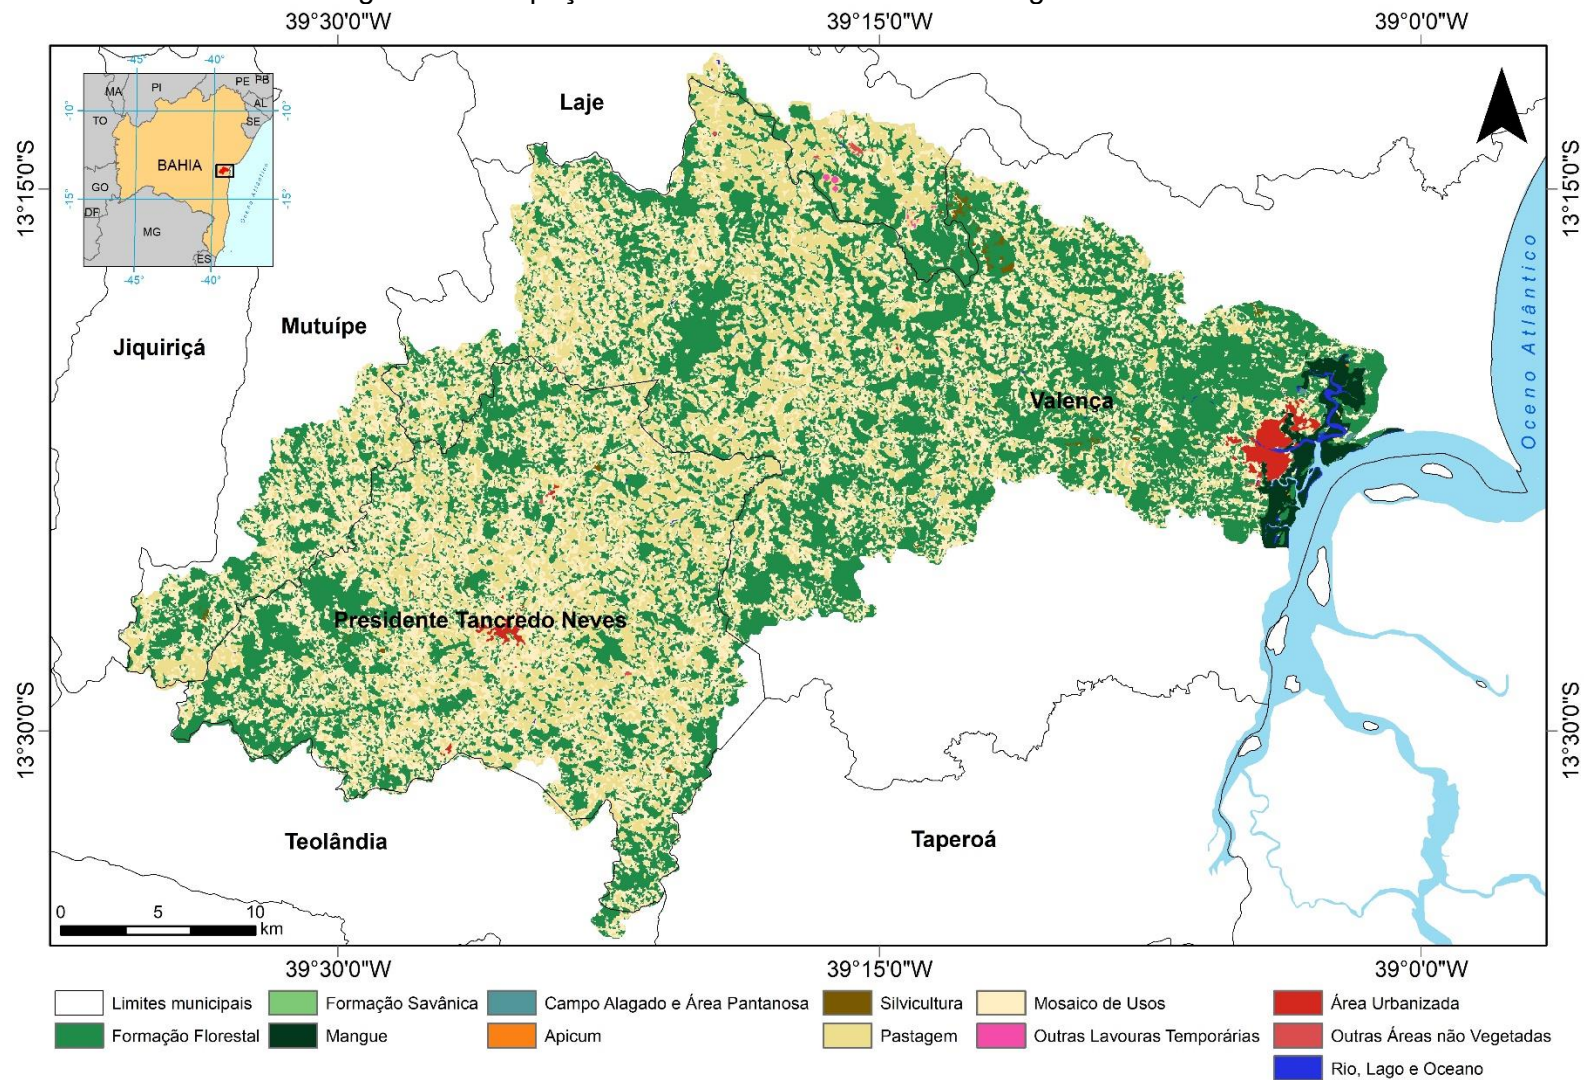 39°30'0"W 39°15'0"W 39°0'0"W
-45° -40°
MA PI PE PB
-10° AL -10°
TO SE
BAHIA
GO
-15° -15°
DF
MG
ES
-45° -40°
Laje
13°15'0"S 13°15'0"S
Oceno Atlântico
Mutuípe
Jiquiriçá
Valença
Presidente Tancredo Neves
13°30'0"S 13°30'0"S
Teolândia
Taperoá
0 5 10
km
39°30'0"W 39°15'0"W 39°0'0"W
Limites municipais Formação Savânica Campo Alagado e Área Pantanosa Silvicultura Mosaico de Usos Área Urbanizada
Formação Florestal Mangue Apicum Pastagem Outras Lavouras Temporárias Outras Áreas não Vegetadas
Rio, Lago e Oceano